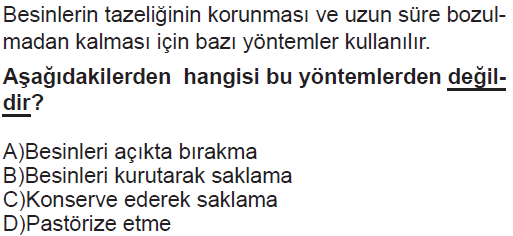 Besinlerin tazeliğinin korunması ve uzun süre bozul-
madan kalması için bazı yöntemler kullanılır.
Aşağıdakilerden hangisi bu yöntemlerden değil-
dir?
A)Besinleri açıkta bırakma
B)Besinleri kurutarak saklama
C)Konserve ederek saklama
D)Pastörize etme